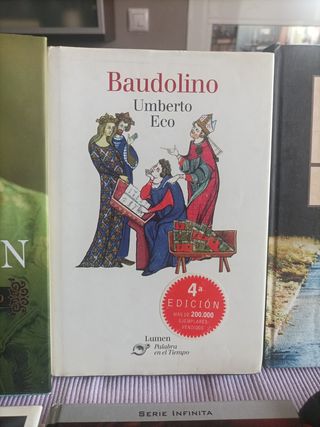 Baudolino
Umberto
Eco
4ª
EDICIÓN
MÁS DE 200.000
EJEMPLARES
VENDIDOS
Lumen
Palabra
en el Tiempo
N
SERIE INFINITA